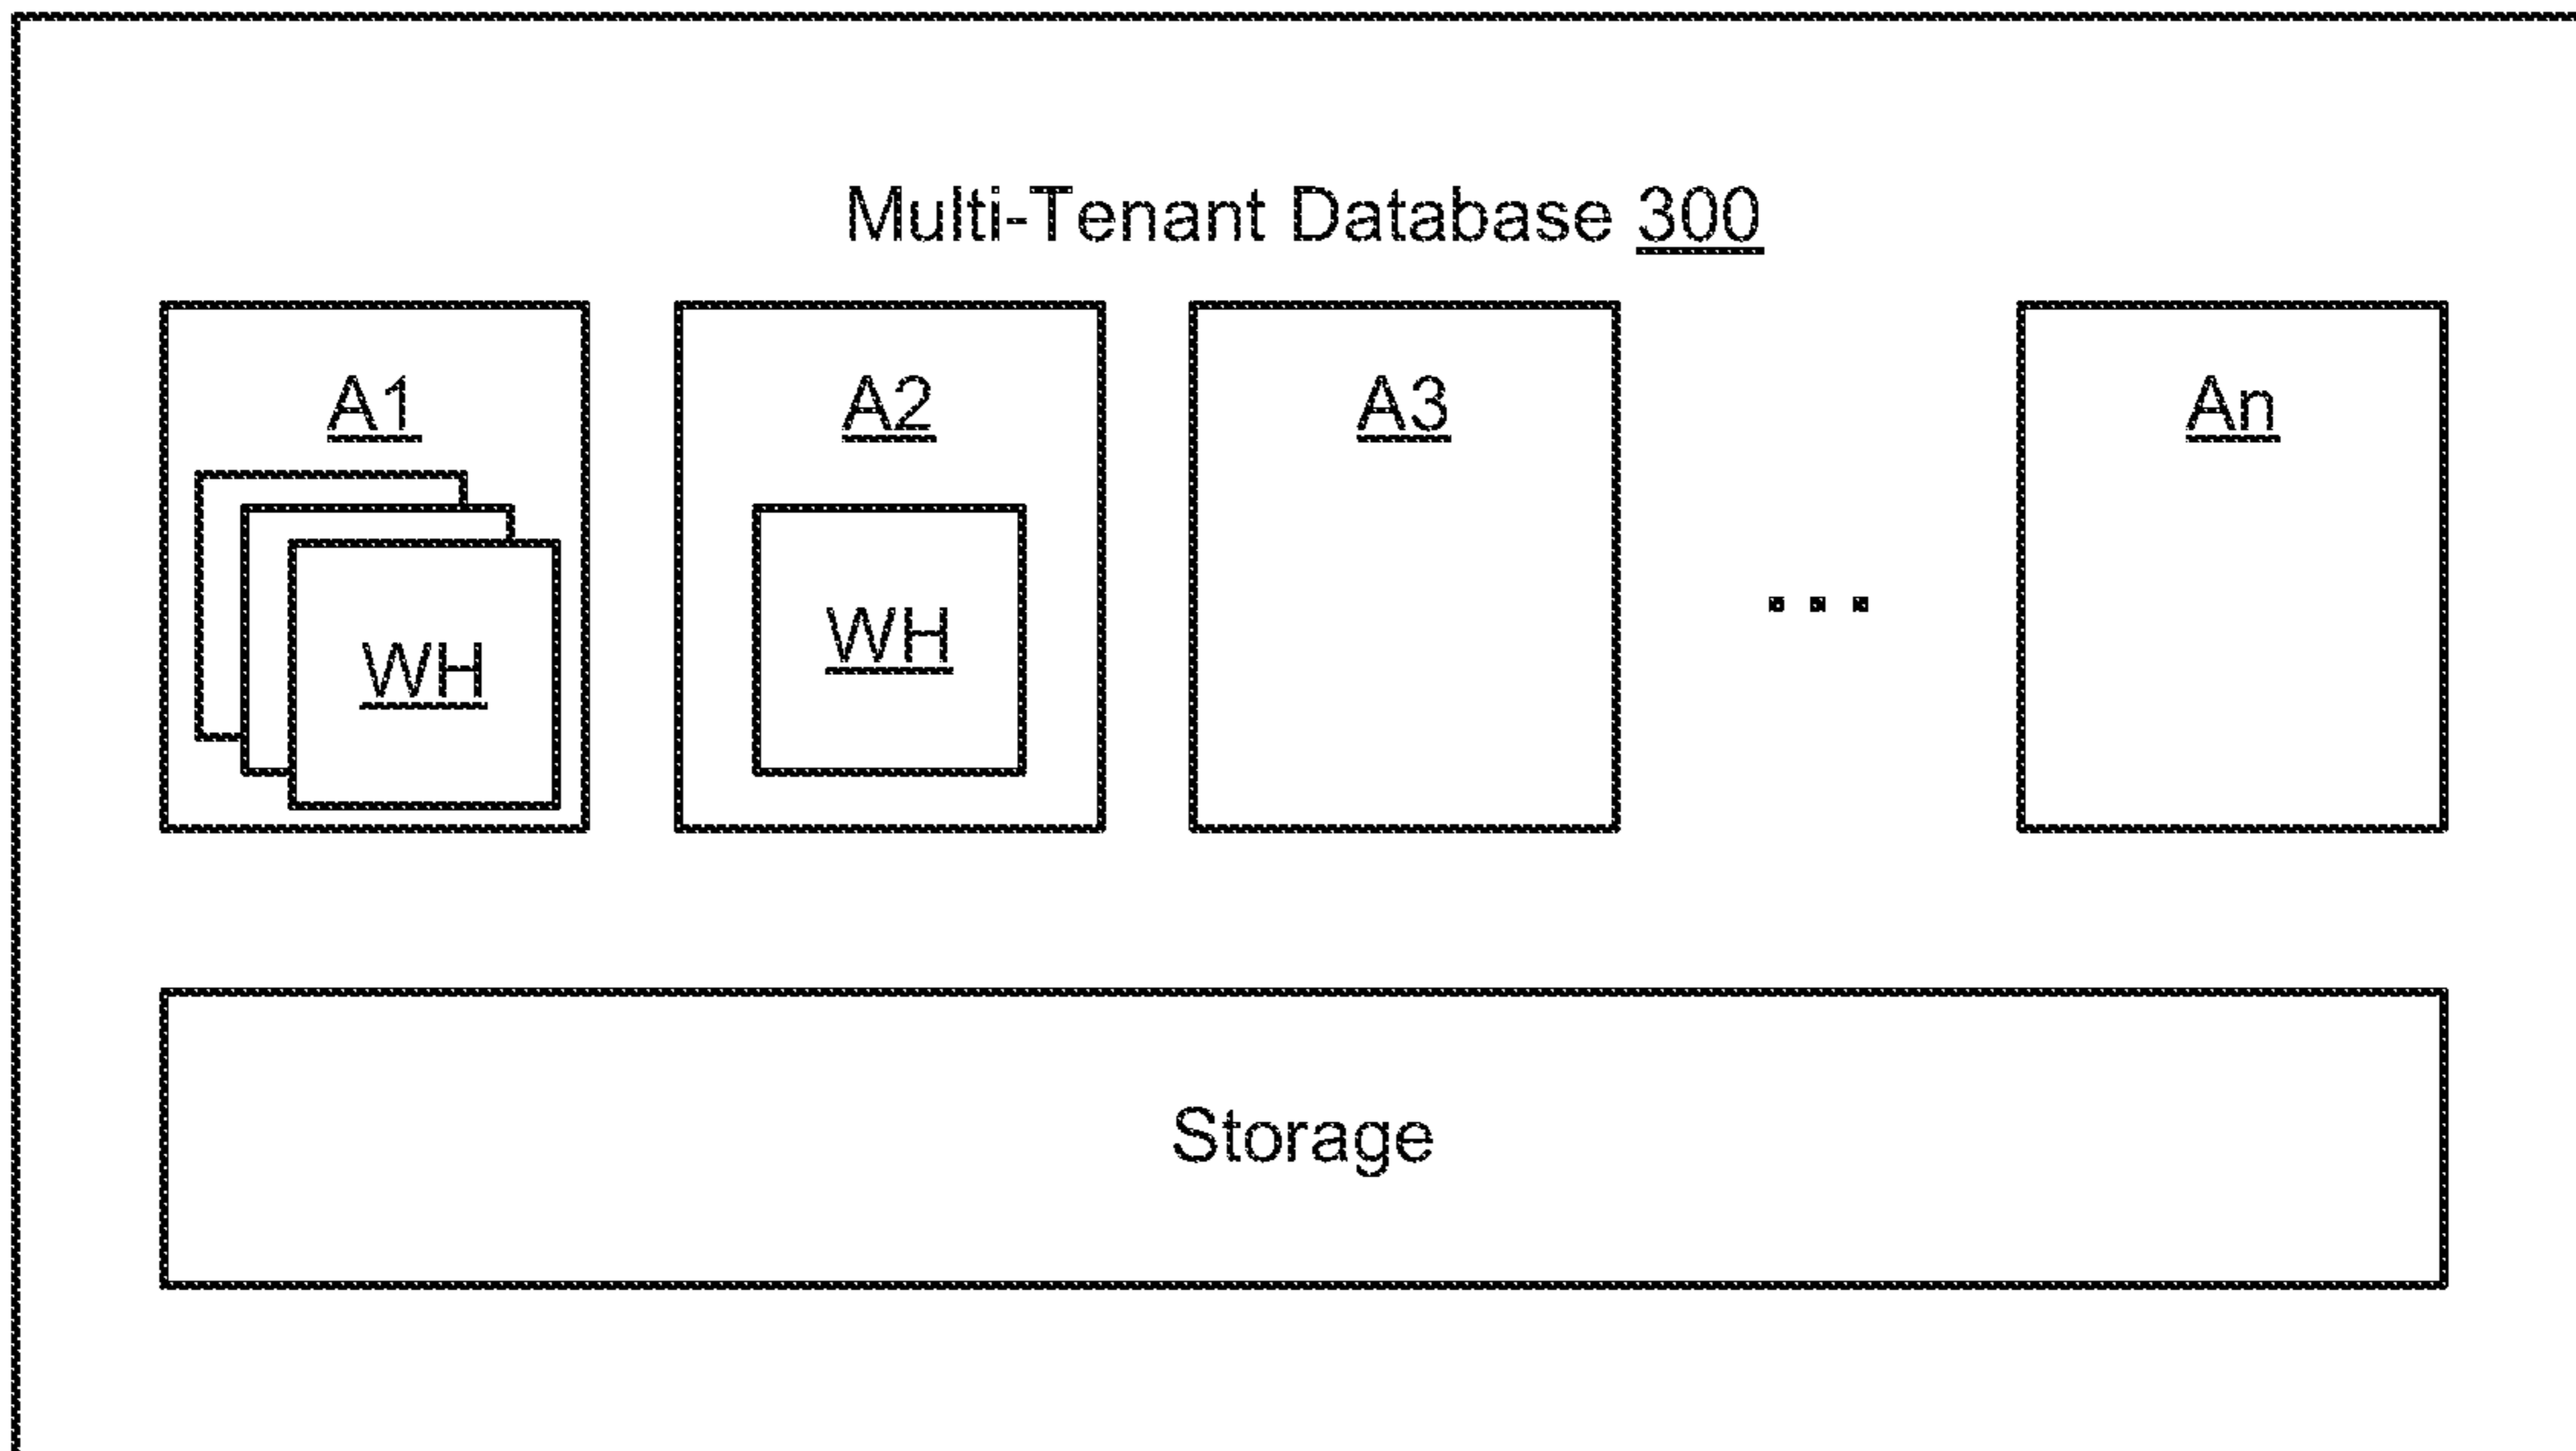 Multi-Tenant Database 300
A1
A2
A3
An
WH
WH
...
Storage